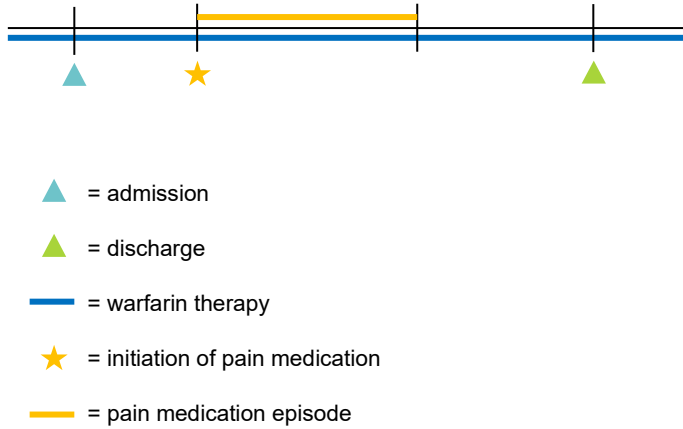 = admission
= discharge
= warfarin therapy
= initiation of pain medication
= pain medication episode